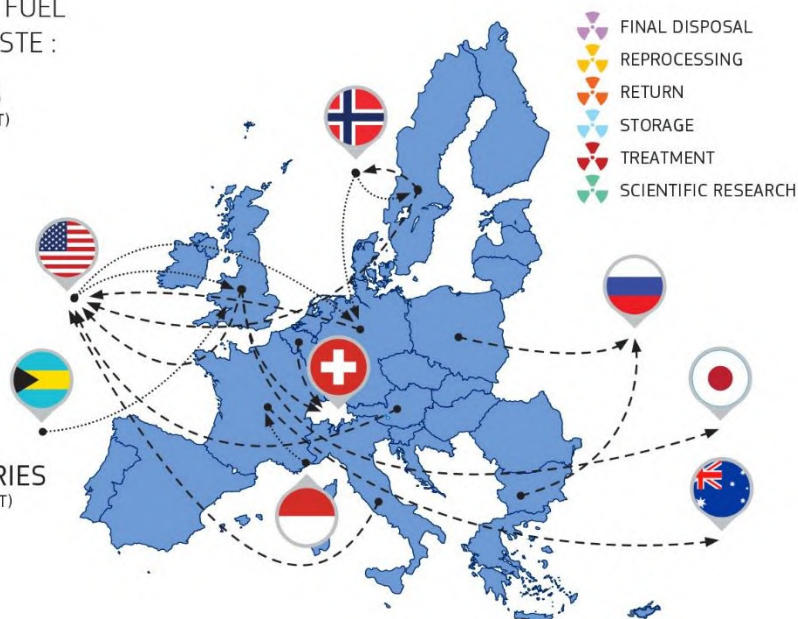 FUEL
STE :
T)
FINAL DISPOSAL
REPROCESSING
RETURN
STORAGE
TREATMENT
SCIENTIFIC RESEARCH
RIES
T)